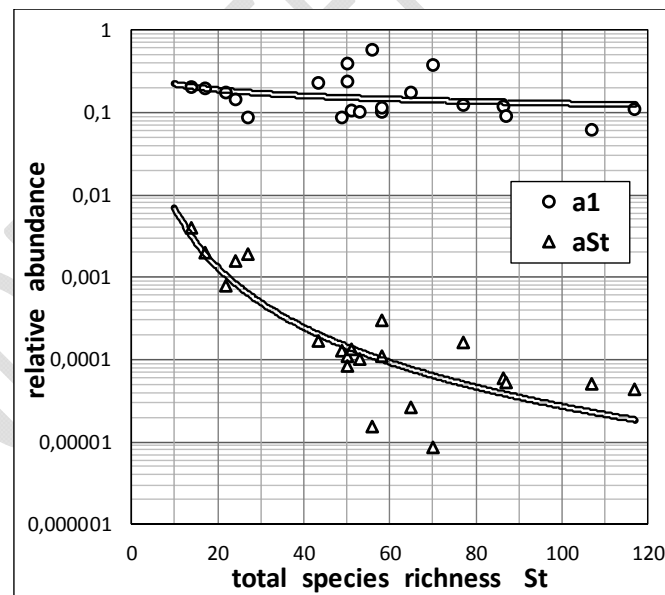 1
0,1
0,01
0,001
0,0001
0,00001
0,000001
relative abundance
a1
aSt
0 20 40 60 80 100 120
total species richness St